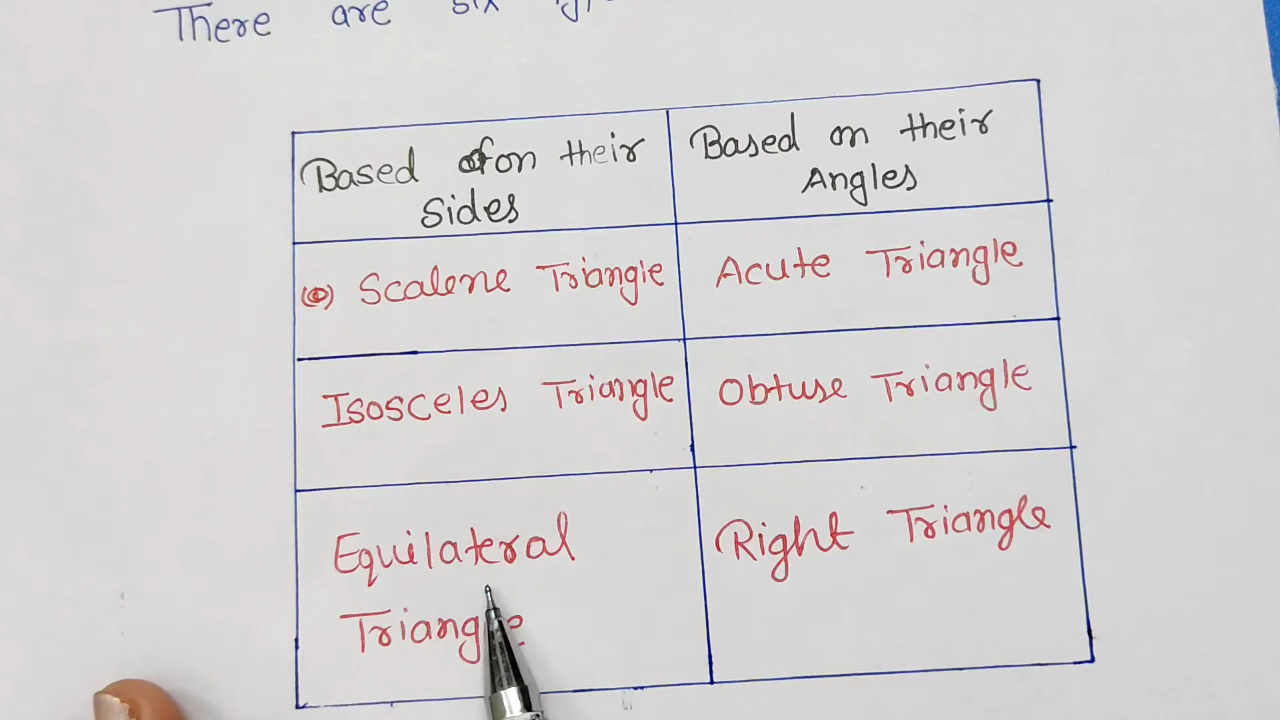 There are six
Based on their
Sides
Based on their
Angles
Scalene Triangle
Acute Triangle
Isosceles Triangle
Obtuse Triangle
Equilateral
Triangle
Right Triangle